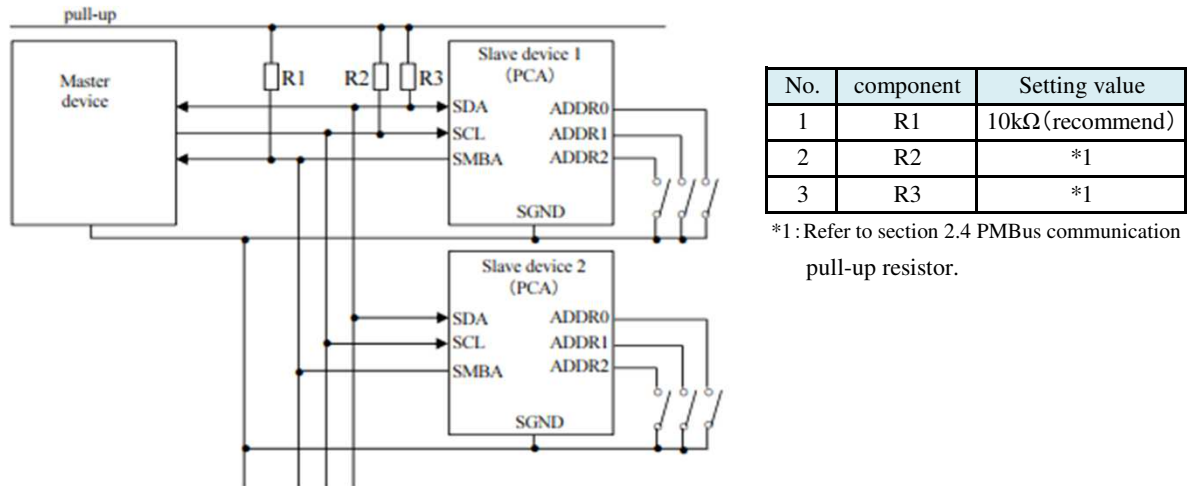 pull-up
Master
device
R1
R2
R3
Slave device 1
(PCA)
SDA
SCL
SMBA
ADDR0
ADDR1
ADDR2
SGND
Slave device 2
(PCA)
SDA
SCL
SMBA
ADDR0
ADDR1
ADDR2
SGND
No. component Setting value
1 R1 10kΩ(recommend)
2 R2 *1
3 R3 *1
*1:Refer to section 2.4 PMBus communication
pull-up resistor.